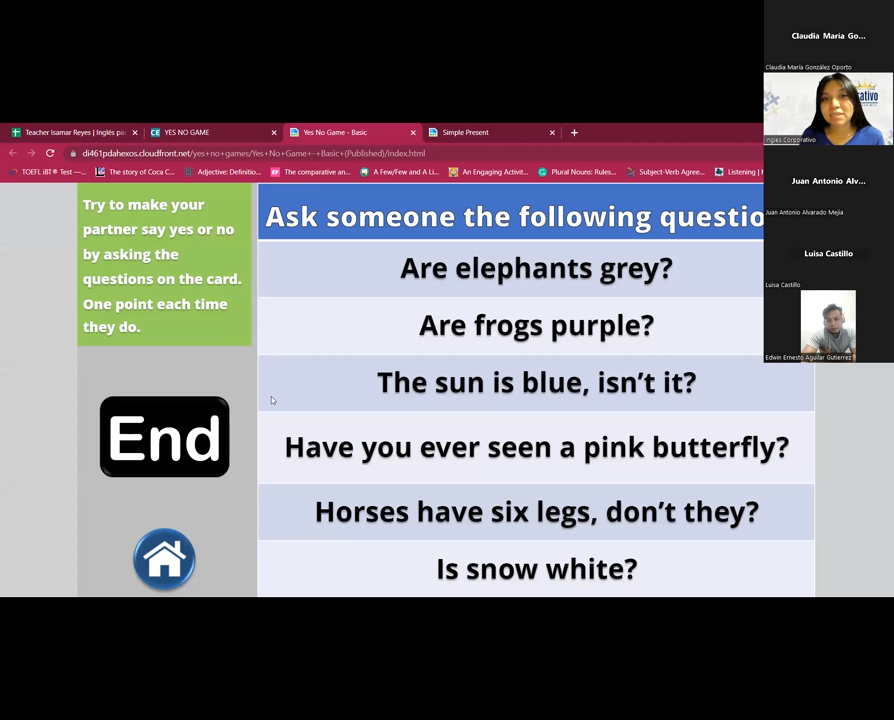 Claudia María Go...
Claudia María González Oporto
rativo
Inglés Corporativo
Teacher Isamar Reyes | Inglés pa
YES NO GAME
Yes No Game - Basic
Simple Present
di461pdahexos.cloudfront.net/yes+no+games/Yes+No+Game+-+Basic+(Published)/index.html
TOEFL iBT® Test —...
The story of Coca C...
Adjective: Definitio...
The comparative an...
A Few/Few and A Li...
An Engaging Activit...
Plural Nouns: Rules...
Subject-Verb Agree...
Listening
Juan Antonio Alv...
Juan Antonio Alvarado Mejia
Luisa Castillo
Luisa Castillo
Edwin Ernesto Aguilar Gutierrez
Try to make your
partner say yes or no
by asking the
questions on the card.
One point each time
they do.
End
Ask someone the following questio
Are elephants grey?
Are frogs purple?
The sun is blue, isn’t it?
Have you ever seen a pink butterfly?
Horses have six legs, don’t they?
Is snow white?